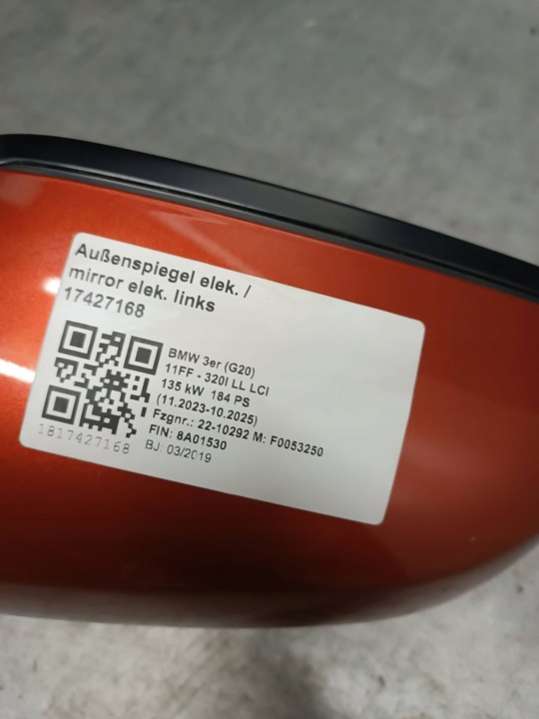 Außenspiegel elek. /
mirror elek. links
17427168
BMW 3er (G20)
11FF - 320I LL LCI
135 kW 184 PS
(11.2023-10.2025)
Fzgnr.: 22-10292 M: F0053250
FIN: 8A01530
BJ: 03/2019
1817427168